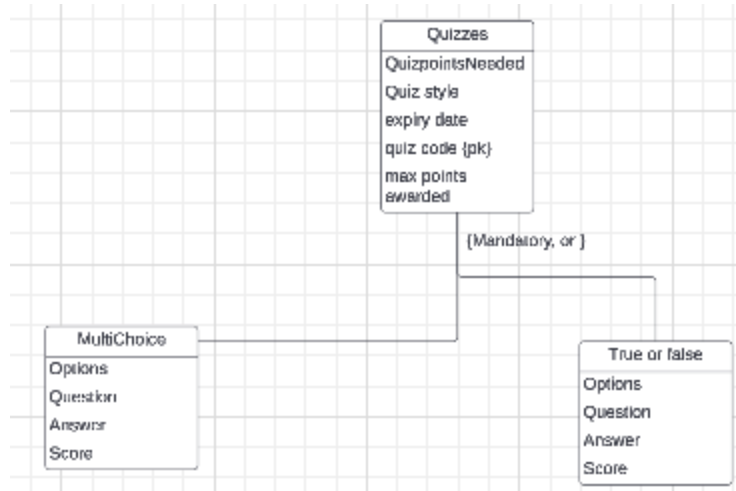 Quizzes
QuizpointsNeeded
Quiz style
expiry date
quiz code {pk}
max points
awarded
{Mandatory, or }
MultiChoice
Options
Question
Answer
Score
True or false
Options
Question
Answer
Score